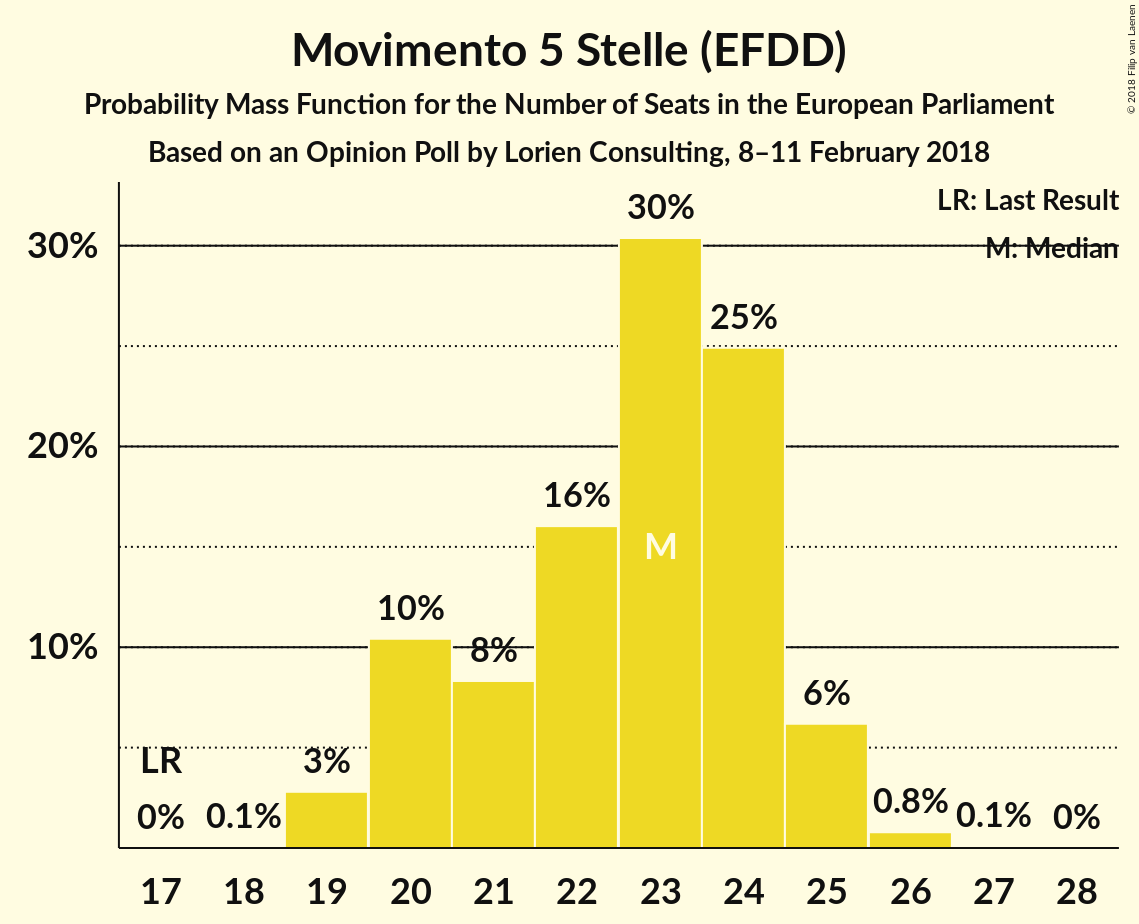 Movimento 5 Stelle (EFDD)
Probability Mass Function for the Number of Seats in the European Parliament
Based on an Opinion Poll by Lorien Consulting, 8–11 February 2018
© 2018 Filip van Laenen
LR: Last Result
M: Median
30%
20%
10%
LR
0%
0.1%
3%
10%
8%
16%
30%
M
25%
6%
0.8%
0.1%
0%
17 18 19 20 21 22 23 24 25 26 27 28